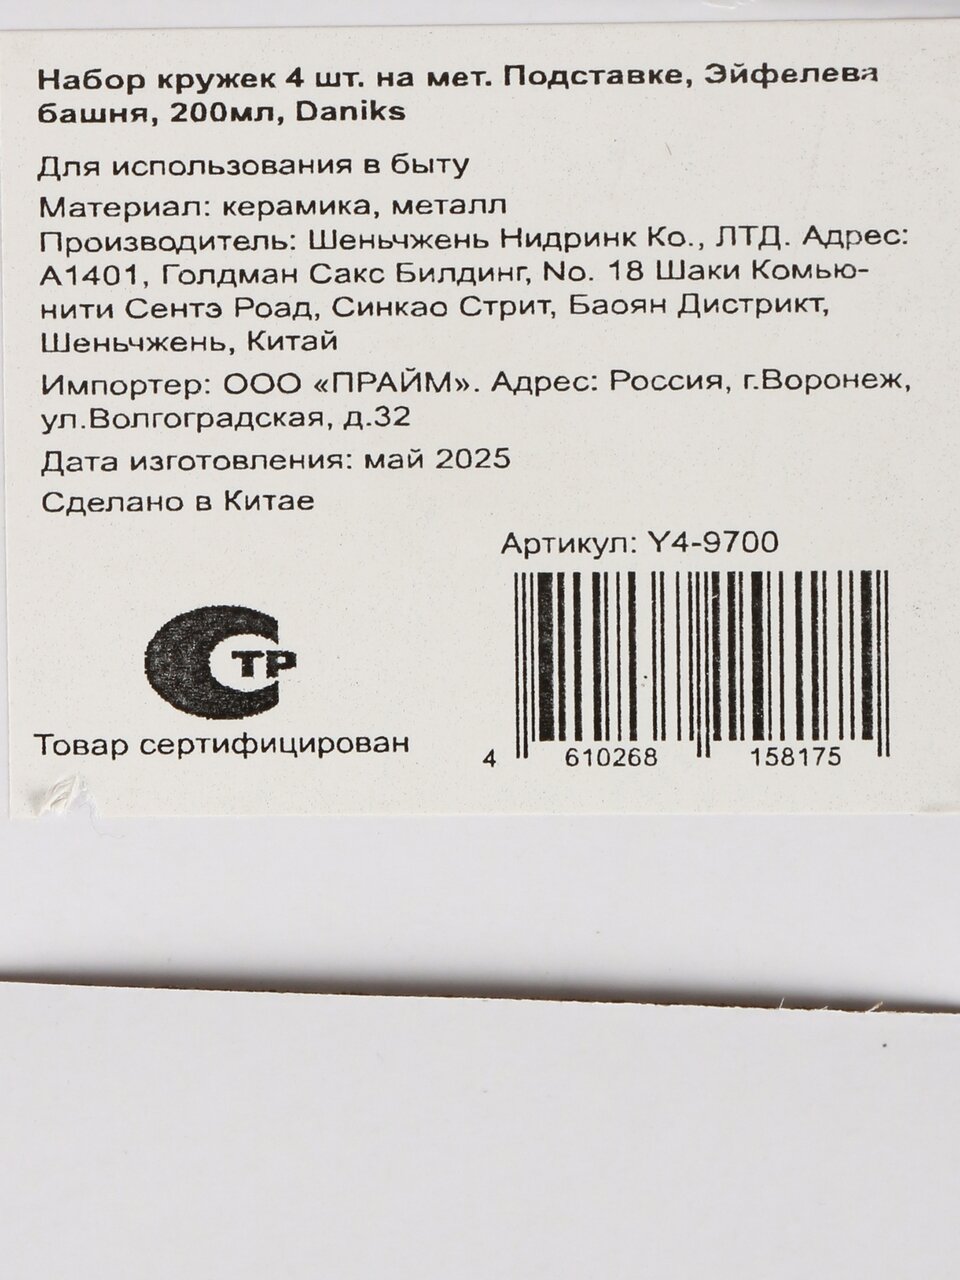 Набор кружек 4 шт. на мет. Подставке, Эйфелева
башня, 200мл, Daniks
Для использования в быту
Материал: керамика, металл
Производитель: Шеньчжень Нидринк Ко., ЛТД. Адрес:
А1401, Голдман Сакс Билдинг, No. 18 Шаки Комью-
нити Сентэ Роад, Синкао Стрит, Баоян Дистрикт,
Шеньчжень, Китай
Импортер: ООО «ПРАЙМ». Адрес: Россия, г.Воронеж,
ул.Волгоградская, д.32
Дата изготовления: май 2025
Сделано в Китае
Артикул: Y4-9700
СТР
Товар сертифицирован
4 610268 158175